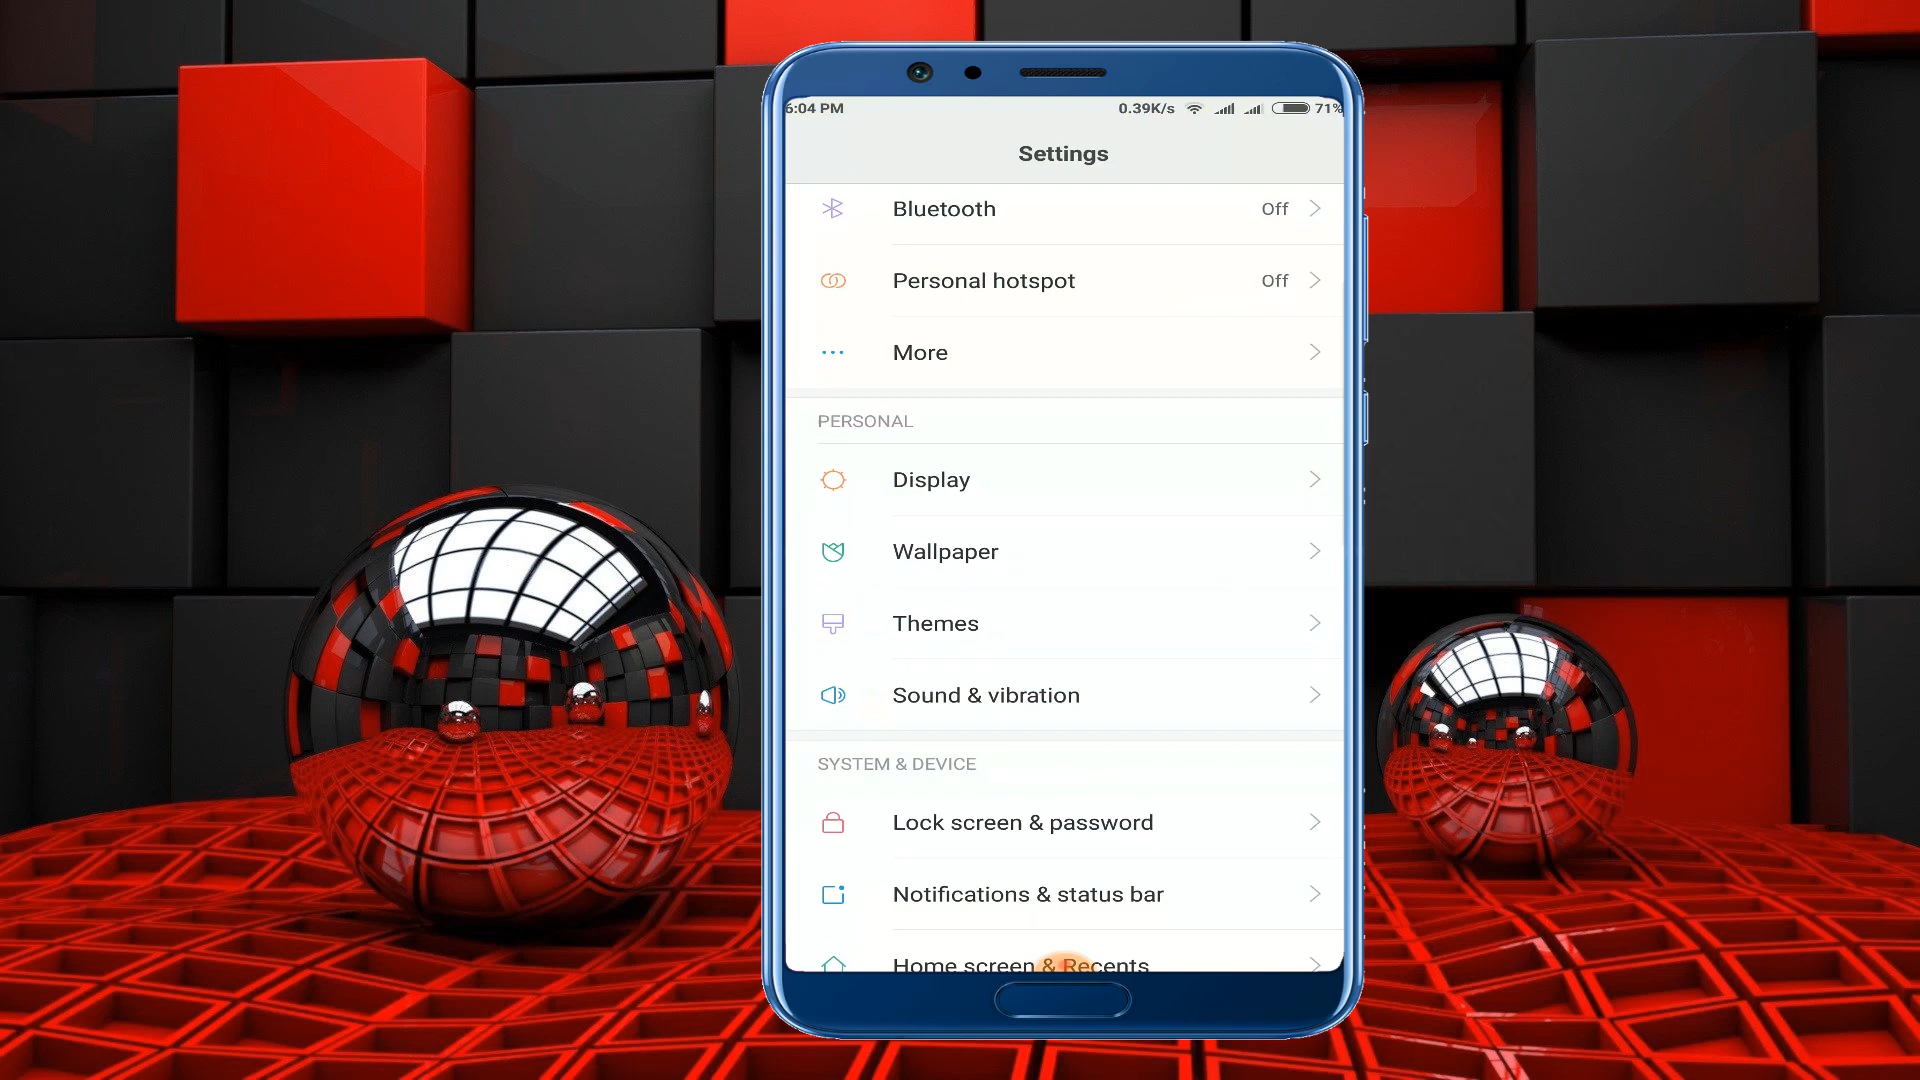 6:04 PM 0.39K/s 71%
Settings
Bluetooth Off
Personal hotspot Off
More
PERSONAL
Display
Wallpaper
Themes
Sound & vibration
SYSTEM & DEVICE
Lock screen & password
Notifications & status bar
Home screen & Recents